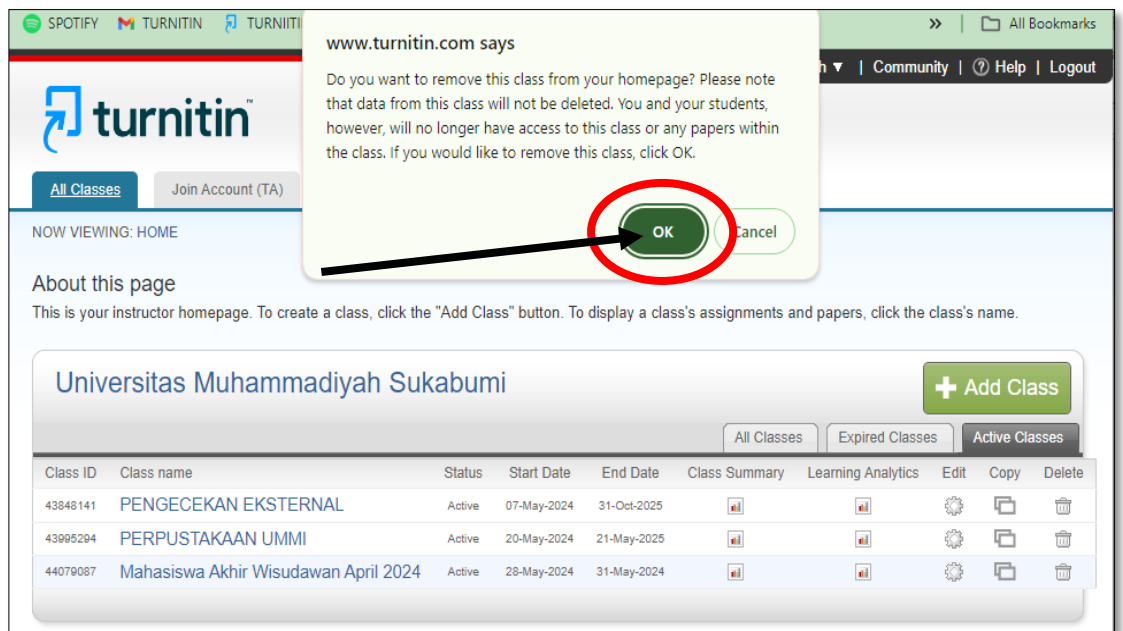 SPOTIFY TURNITIN TURNIITI » All Bookmarks
www.turnitin.com says
Do you want to remove this class from your homepage? Please note
that data from this class will not be deleted. You and your students,
however, will no longer have access to this class or any papers within
the class. If you would like to remove this class, click OK.
OK Cancel
| Community | Help | Logout
turnitin
All Classes Join Account (TA)
NOW VIEWING: HOME
About this page
This is your instructor homepage. To create a class, click the "Add Class" button. To display a class's assignments and papers, click the class's name.
Universitas Muhammadiyah Sukabumi
Add Class
All Classes Expired Classes Active Classes
Class ID Class name Status Start Date End Date Class Summary Learning Analytics Edit Copy Delete
43848141 PENGECEKAN EKSTERNAL Active 07-May-2024 31-Oct-2025
43995294 PERPUSTAKAAN UMMI Active 20-May-2024 21-May-2025
44079087 Mahasiswa Akhir Wisudawan April 2024 Active 28-May-2024 31-May-2024